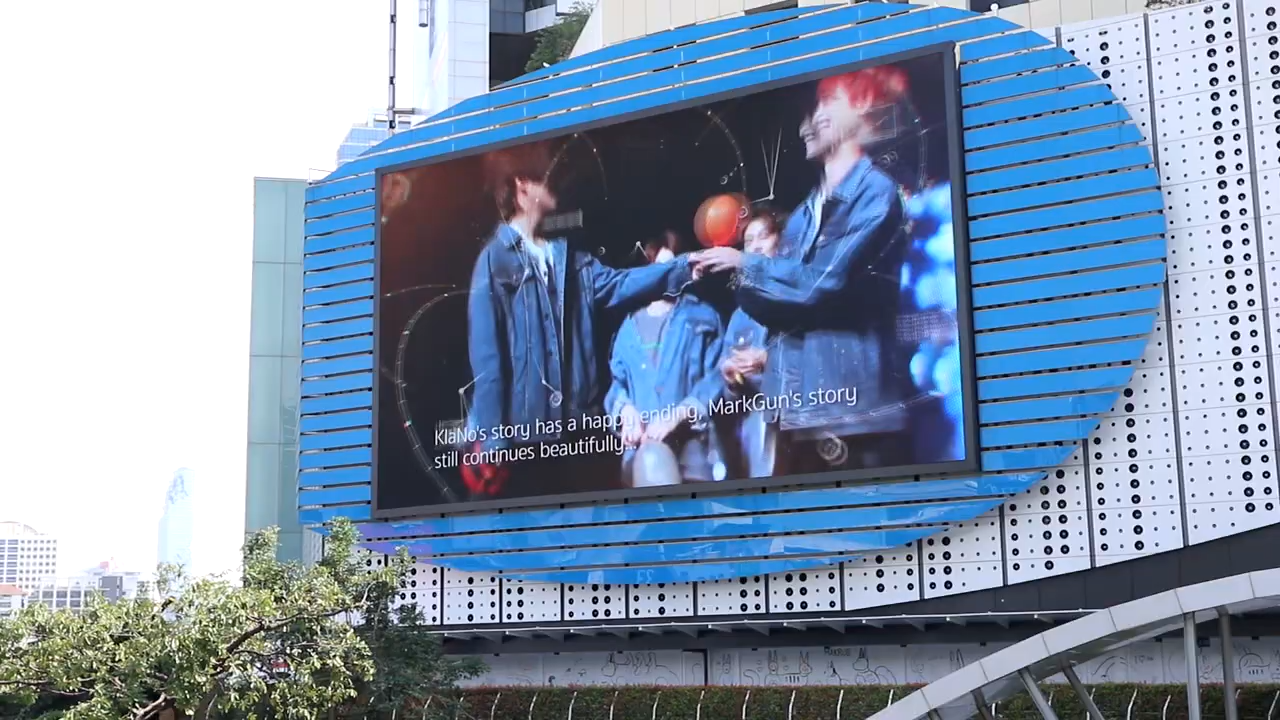 KlaNo's story has a happy ending, MarkGun's story
still continues beautifully...